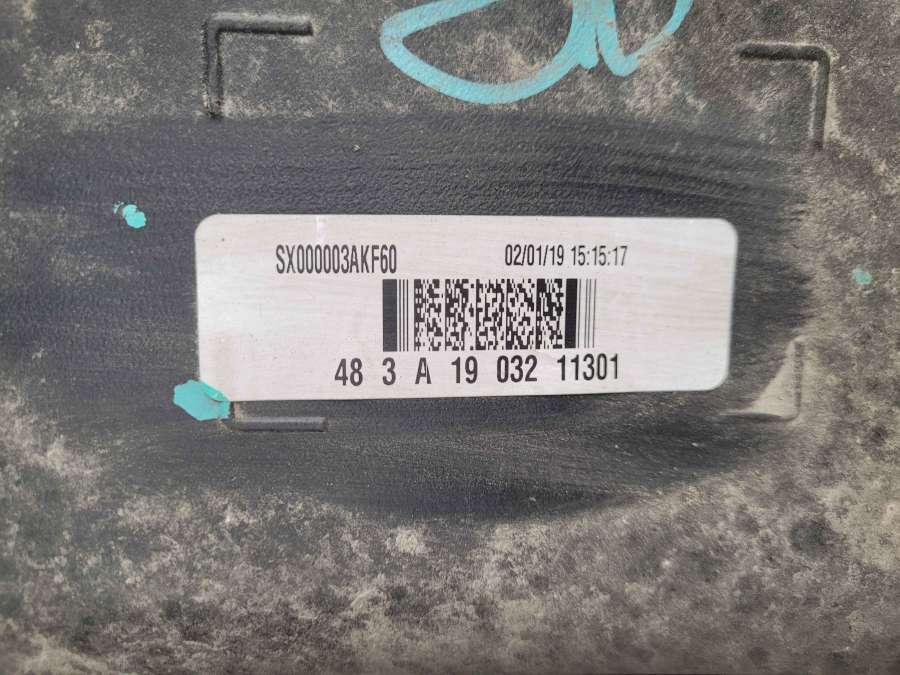 SX000003AKF60 02/01/19 15:15:17
48 3 A 19 032 11301